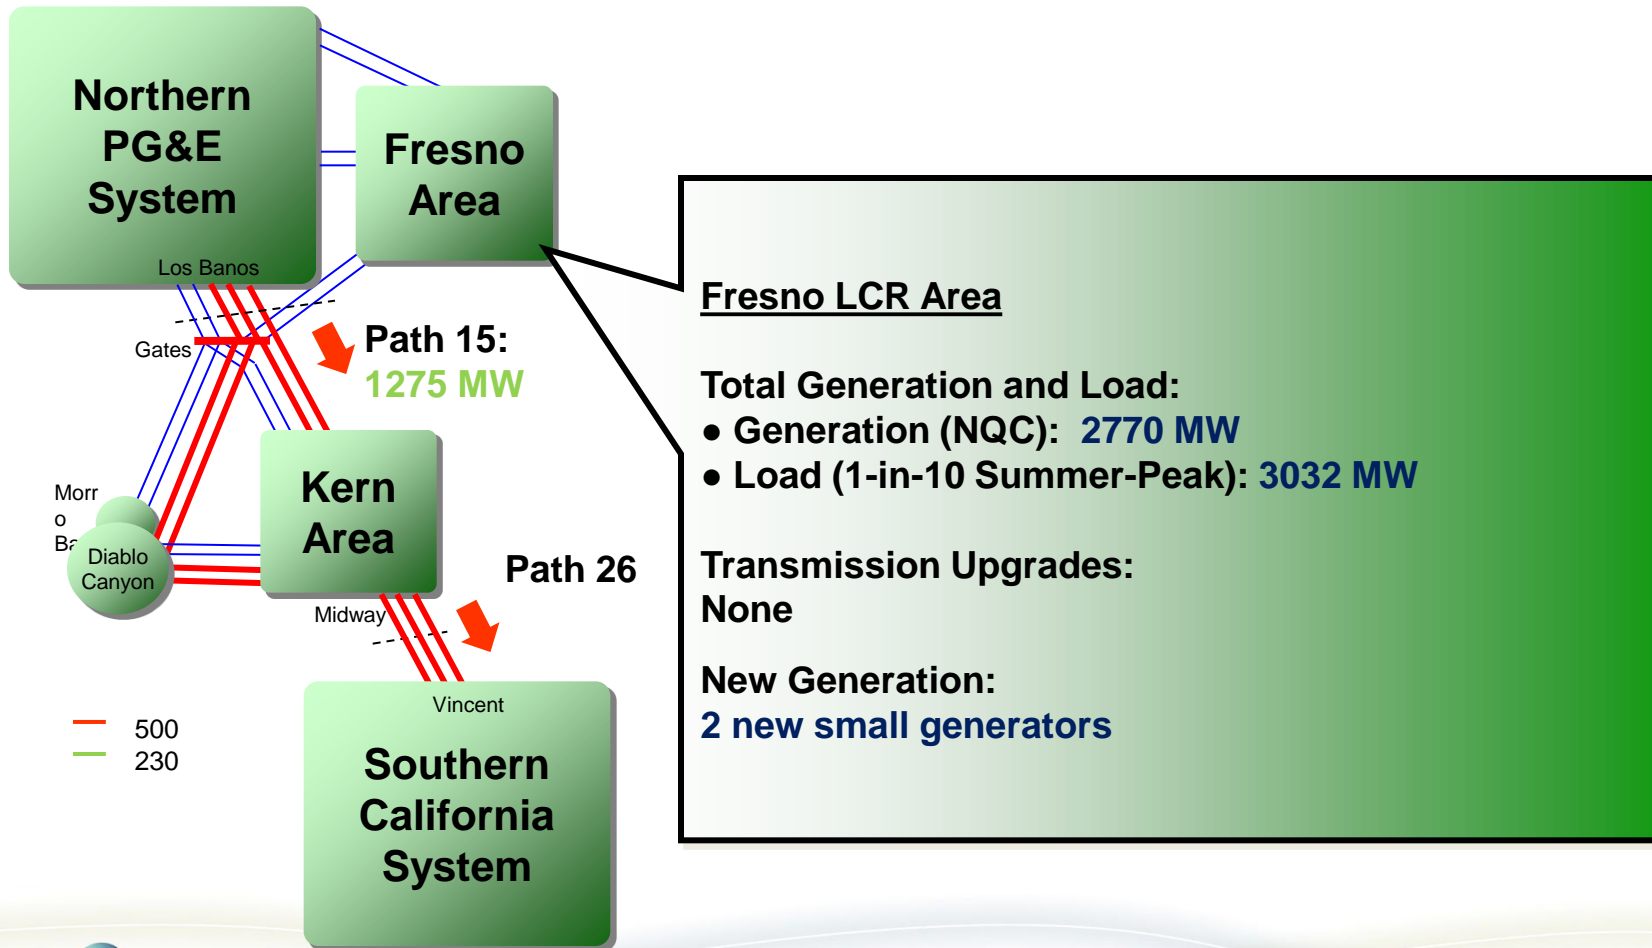 Northern
PG&E
System
Fresno
Area
Los Banos
Gates
Path 15:
1275 MW
Morr
o
Ba
Diablo
Canyon
Kern
Area
Path 26
Midway
Vincent
500
230
Southern
California
System
Fresno LCR Area
Total Generation and Load:
● Generation (NQC): 2770 MW
● Load (1-in-10 Summer-Peak): 3032 MW
Transmission Upgrades:
None
New Generation:
2 new small generators